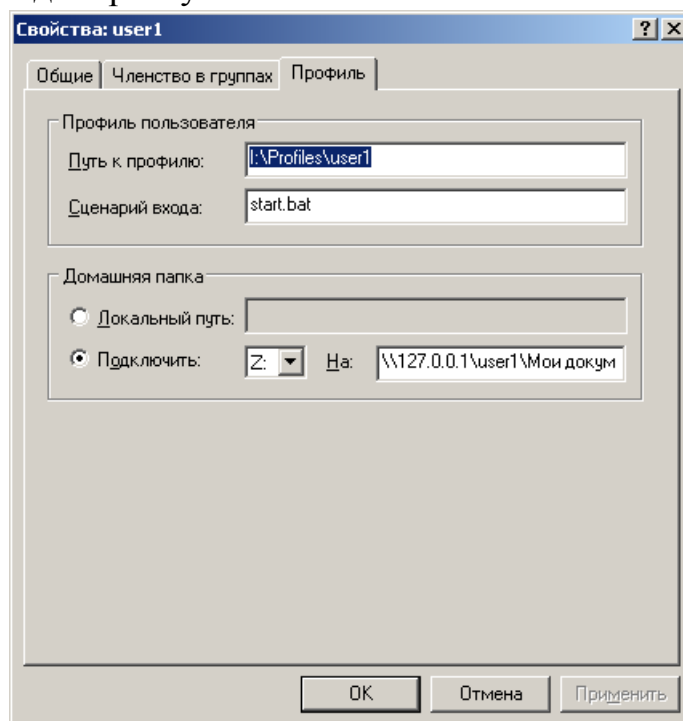 Свойства: user1
Общие Членство в группах Профиль
Профиль пользователя
Путь к профилю: I:\Profiles\user1
Сценарий входа: start.bat
Домашняя папка
Локальный путь:
Подключить: Z: На: \\127.0.0.1\user1\Мои докум
OK Отмена Применить